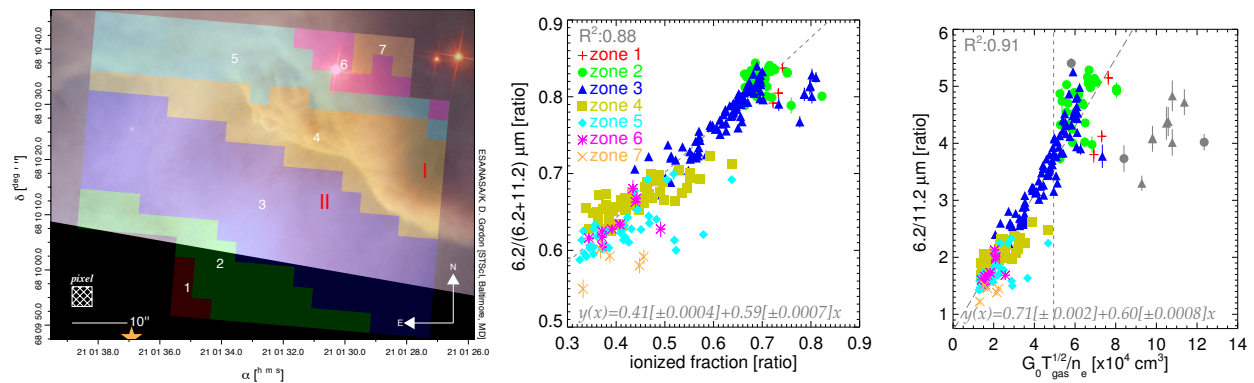 5
6
7
4
3
2
1
I
II
pixel
10"
N
E
ESA/NASA/K. D. Gordon [STScI, Baltimore, MD]
68 10 40.0
68 10 30.0
68 10 20.0
68 10 10.0
68 10 00.0
68 09 50.0
68 09 40.0
δ [deg ' "]
21 01 38.0
21 01 36.0
21 01 34.0
21 01 32.0
21 01 30.0
21 01 28.0
21 01 26.0
α [h m s]
0.9
0.8
0.7
0.6
0.5
6.2/(6.2+11.2) μm [ratio]
R²:0.88
zone 1
zone 2
zone 3
zone 4
zone 5
zone 6
zone 7
y(x)=0.41[±0.0004]+0.59[±0.0007]x
0.3 0.4 0.5 0.6 0.7 0.8 0.9
ionized fraction [ratio]
6
5
4
3
2
1
6.2/11.2 μm [ratio]
R²:0.91
y(x)=0.71[± 0.002]+0.60[±0.0008]x
0 2 4 6 8 10 12 14
G₀T_gas^1/2/nₑ [x10⁴ cm³]